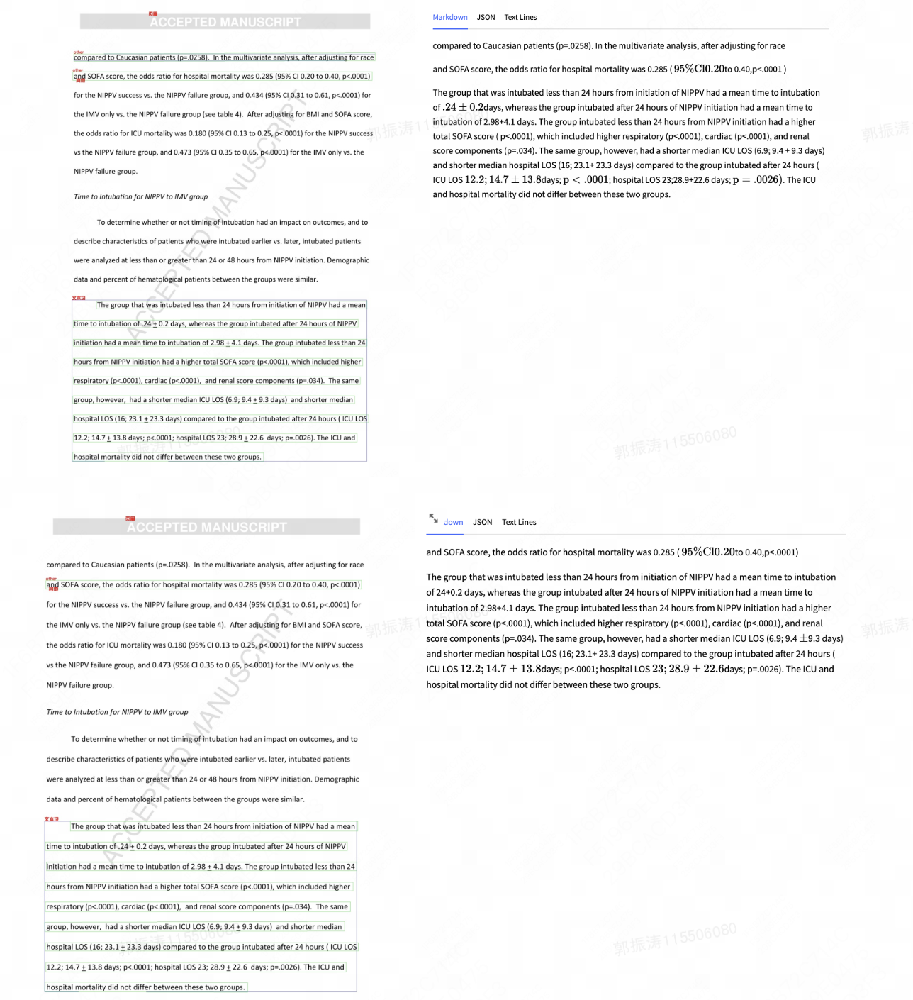 页眉
ACCEPTED MANUSCRIPT
other
compared to Caucasian patients (p=.0258).  In the multivariate analysis, after adjusting for race
other
and SOFA score, the odds ratio for hospital mortality was 0.285 (95% CI 0.20 to 0.40, p<.0001)
for the NIPPV success vs. the NIPPV failure group, and 0.434 (95% CI 0.31 to 0.61, p<.0001) for
the IMV only vs. the NIPPV failure group (see table 4).  After adjusting for BMI and SOFA score,
the odds ratio for ICU mortality was 0.180 (95% CI 0.13 to 0.25, p<.0001) for the NIPPV success
vs the NIPPV failure group, and 0.473 (95% CI 0.35 to 0.65, p<.0001) for the IMV only vs. the
NIPPV failure group.
Time to Intubation for NIPPV to IMV group
To determine whether or not timing of intubation had an impact on outcomes, and to
describe characteristics of patients who were intubated earlier vs. later, intubated patients
were analyzed at less than or greater than 24 or 48 hours from NIPPV initiation. Demographic
data and percent of hematological patients between the groups were similar.
文本块
The group that was intubated less than 24 hours from initiation of NIPPV had a mean
time to intubation of .24 ± 0.2 days, whereas the group intubated after 24 hours of NIPPV
initiation had a mean time to intubation of 2.98 ± 4.1 days. The group intubated less than 24
hours from NIPPV initiation had a higher total SOFA score (p<.0001), which included higher
respiratory (p<.0001), cardiac (p<.0001),  and renal score components (p=.034).  The same
group, however,  had a shorter median ICU LOS (6.9; 9.4 ± 9.3 days)  and shorter median
hospital LOS (16; 23.1 ± 23.3 days) compared to the group intubated after 24 hours ( ICU LOS
12.2; 14.7 ± 13.8 days; p<.0001; hospital LOS 23; 28.9 ± 22.6  days; p=.0026). The ICU and
hospital mortality did not differ between these two groups.
ACCEPTED MANUSCRIPT
Markdown JSON Text Lines
compared to Caucasian patients (p=.0258). In the multivariate analysis, after adjusting for race
and SOFA score, the odds ratio for hospital mortality was 0.285 ( 95%Cl0.20to 0.40,p<.0001 )
The group that was intubated less than 24 hours from initiation of NIPPV had a mean time to intubation
of .24 ± 0.2days, whereas the group intubated after 24 hours of NIPPV initiation had a mean time to
intubation of 2.98+4.1 days. The group intubated less than 24 hours from NIPPV initiation had a higher
total SOFA score ( p<.0001), which included higher respiratory (p<.0001), cardiac (p<.0001), and renal
score components (p=.034). The same group, however, had a shorter median ICU LOS (6.9; 9.4 + 9.3 days)
and shorter median hospital LOS (16; 23.1+ 23.3 days) compared to the group intubated after 24 hours (
ICU LOS 12.2; 14.7 ± 13.8days; p < .0001; hospital LOS 23;28.9+22.6 days; p = .0026). The ICU
and hospital mortality did not differ between these two groups.
郭振涛115506080
郭振涛115506080
页眉
ACCEPTED MANUSCRIPT
compared to Caucasian patients (p=.0258).  In the multivariate analysis, after adjusting for race
other
and SOFA score, the odds ratio for hospital mortality was 0.285 (95% CI 0.20 to 0.40, p<.0001)
for the NIPPV success vs. the NIPPV failure group, and 0.434 (95% CI 0.31 to 0.61, p<.0001) for
the IMV only vs. the NIPPV failure group (see table 4).  After adjusting for BMI and SOFA score,
the odds ratio for ICU mortality was 0.180 (95% CI 0.13 to 0.25, p<.0001) for the NIPPV success
vs the NIPPV failure group, and 0.473 (95% CI 0.35 to 0.65, p<.0001) for the IMV only vs. the
NIPPV failure group.
Time to Intubation for NIPPV to IMV group
To determine whether or not timing of intubation had an impact on outcomes, and to
describe characteristics of patients who were intubated earlier vs. later, intubated patients
were analyzed at less than or greater than 24 or 48 hours from NIPPV initiation. Demographic
data and percent of hematological patients between the groups were similar.
文本块
The group that was intubated less than 24 hours from initiation of NIPPV had a mean
time to intubation of .24 ± 0.2 days, whereas the group intubated after 24 hours of NIPPV
initiation had a mean time to intubation of 2.98 ± 4.1 days. The group intubated less than 24
hours from NIPPV initiation had a higher total SOFA score (p<.0001), which included higher
respiratory (p<.0001), cardiac (p<.0001),  and renal score components (p=.034).  The same
group, however,  had a shorter median ICU LOS (6.9; 9.4 ± 9.3 days)  and shorter median
hospital LOS (16; 23.1 ± 23.3 days) compared to the group intubated after 24 hours ( ICU LOS
12.2; 14.7 ± 13.8 days; p<.0001; hospital LOS 23; 28.9 ± 22.6  days; p=.0026). The ICU and
hospital mortality did not differ between these two groups.
ACCEPTED MANUSCRIPT
down JSON Text Lines
and SOFA score, the odds ratio for hospital mortality was 0.285 ( 95%Cl0.20to 0.40,p<.0001)
The group that was intubated less than 24 hours from initiation of NIPPV had a mean time to intubation
of 24+0.2 days, whereas the group intubated after 24 hours of NIPPV initiation had a mean time to
intubation of 2.98+4.1 days. The group intubated less than 24 hours from NIPPV initiation had a higher
total SOFA score (p<.0001), which included higher respiratory (p<.0001), cardiac (p<.0001), and renal
score components (p=.034). The same group, however, had a shorter median ICU LOS (6.9; 9.4 ±9.3 days)
and shorter median hospital LOS (16; 23.1+ 23.3 days) compared to the group intubated after 24 hours (
ICU LOS 12.2; 14.7 ± 13.8days; p<.0001; hospital LOS 23; 28.9 ± 22.6days; p=.0026). The ICU and
hospital mortality did not differ between these two groups.
郭振涛115506080